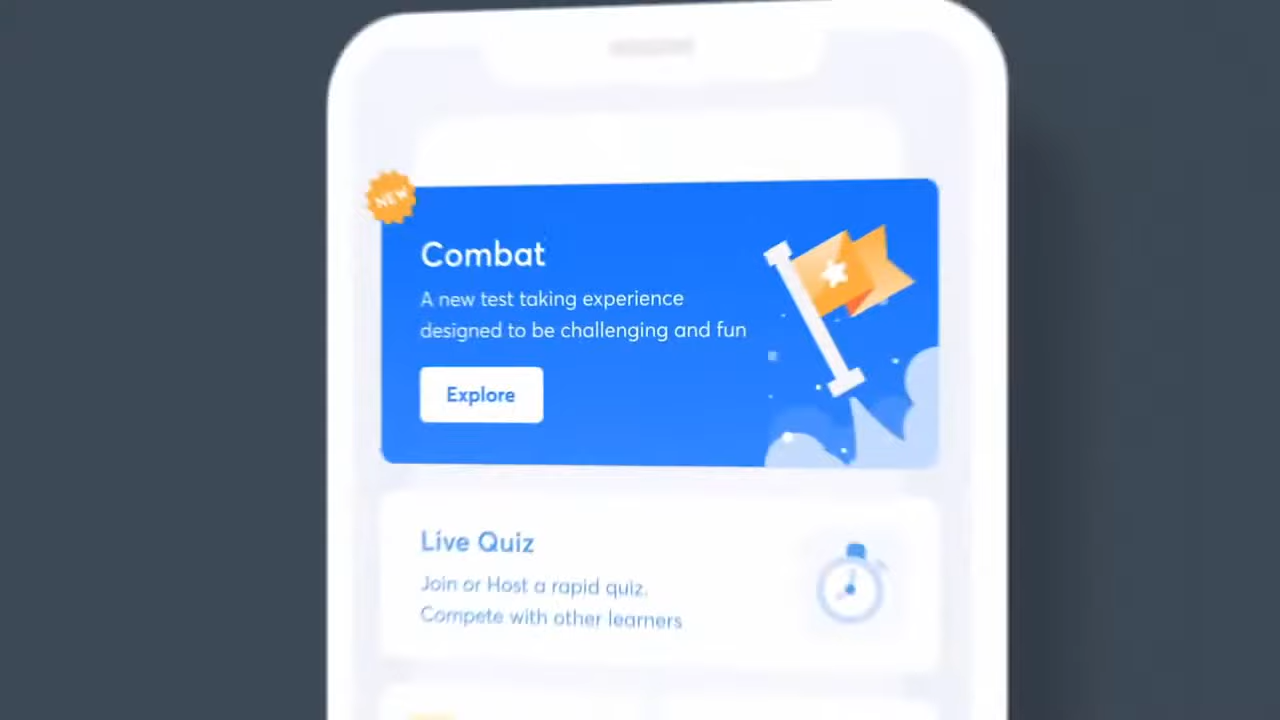 NEW
Combat
A new test taking experience
designed to be challenging and fun
Explore
Live Quiz
Join or Host a rapid quiz.
Compete with other learners